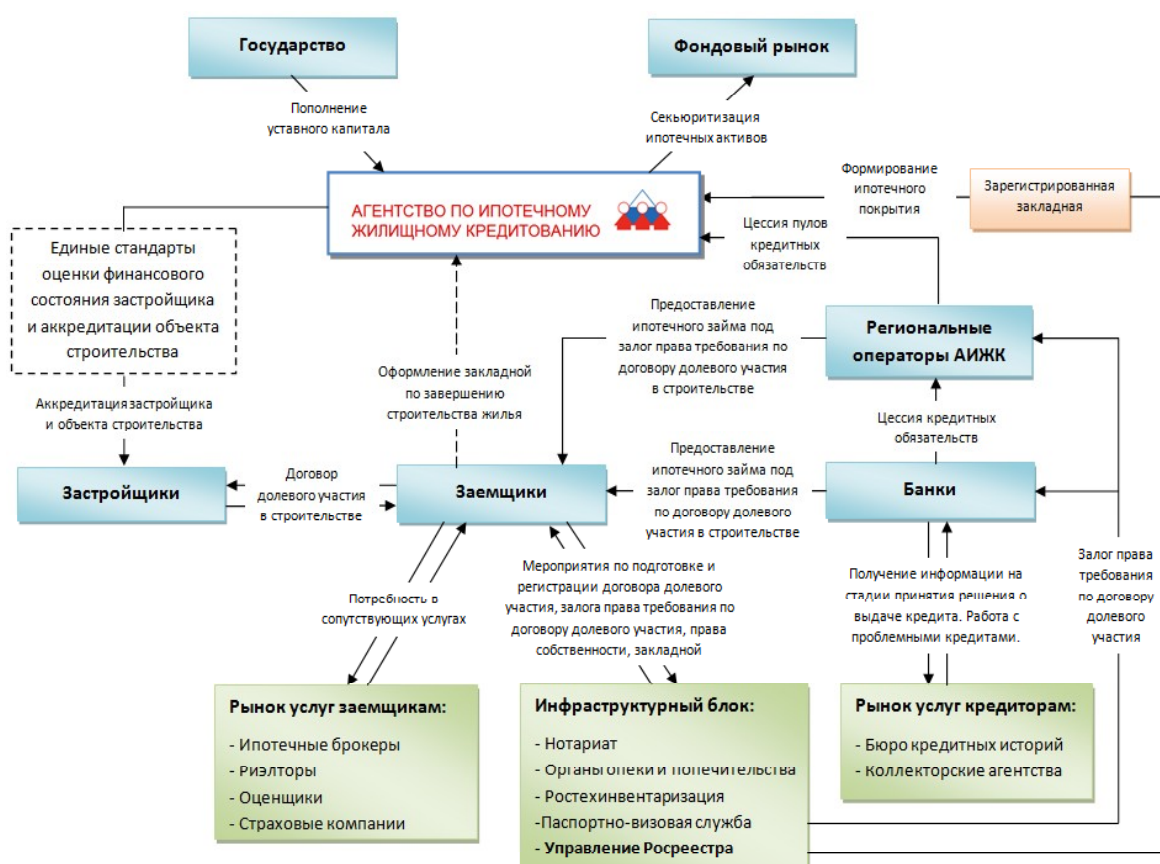 Государство
Фондовый рынок
Пополнение
уставного капитала
Секьюритизация
ипотечных активов
АГЕНТСТВО ПО ИПОТЕЧНОМУ
ЖИЛИЩНОМУ КРЕДИТОВАНИЮ
Формирование
ипотечного
покрытия
Зарегистрированная
закладная
Цессия пулов
кредитных
обязательств
Единые стандарты
оценки финансового
состояния застройщика
и аккредитации объекта
строительства
Предоставление
ипотечного займа под
залог права требования по
договору долевого участия
в строительстве
Региональные
операторы АИЖК
Оформление закладной
по завершению
строительства жилья
Аккредитация застройщика
и объекта строительства
Цессия кредитных
обязательств
Застройщики
Договор
долевого участия
в строительстве
Заемщики
Предоставление
ипотечного займа под
залог права требования
по договору долевого
участия в строительстве
Банки
Потребность в
сопутствующих услугах
Мероприятия по подготовке и
регистрации договора долевого
участия, залога права требования по
договору долевого участия, права
собственности, закладной
Получение информации на
стадии принятия решения о
выдаче кредита. Работа с
проблемными кредитами.
Залог права
требования
по договору
долевого
участия
Рынок услуг заемщикам:
- Ипотечные брокеры
- Риэлторы
- Оценщики
- Страховые компании
Инфраструктурный блок:
- Нотариат
- Органы опеки и попечительства
- Ростехинвентаризация
-Паспортно-визовая служба
- Управление Росреестра
Рынок услуг кредиторам:
- Бюро кредитных историй
- Коллекторские агентства